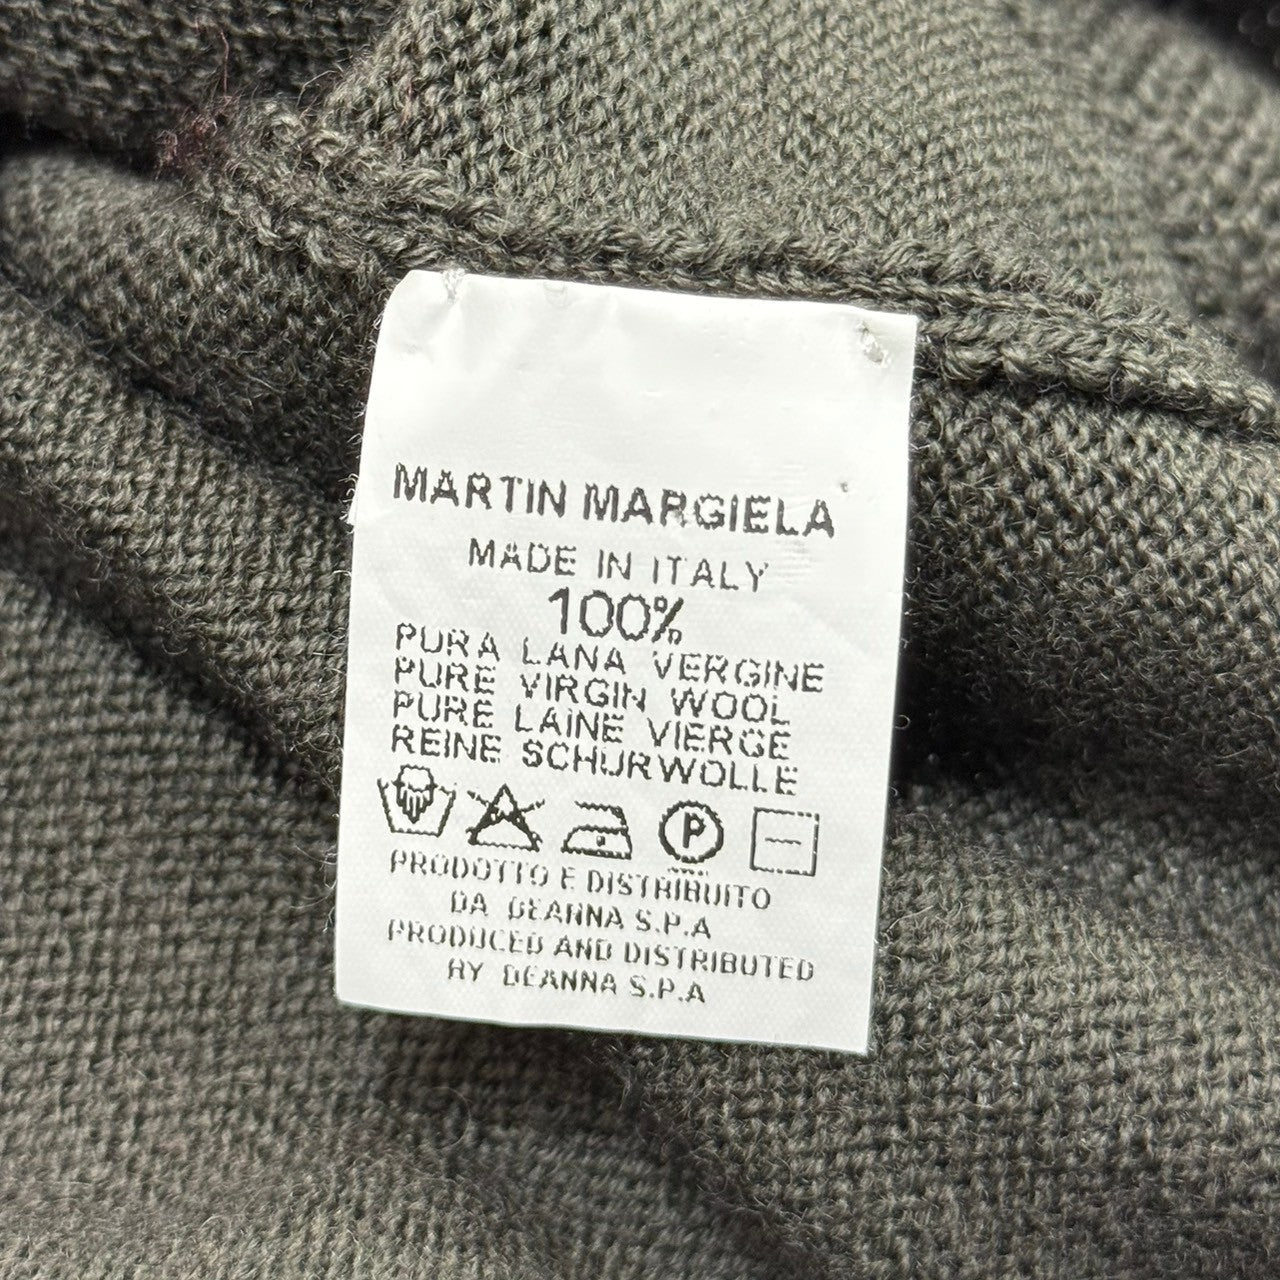 MARTIN MARGIELA
MADE IN ITALY
100%
PURA LANA VERGINE
PURE VIRGIN WOOL
PURE LAINE VIERGE
REINE SCHURWOLLE
P
PRODOTTO E DISTRIBUITO
DA DEANNA S.P.A
PRODUCED AND DISTRIBUTED
BY DEANNA S.P.A